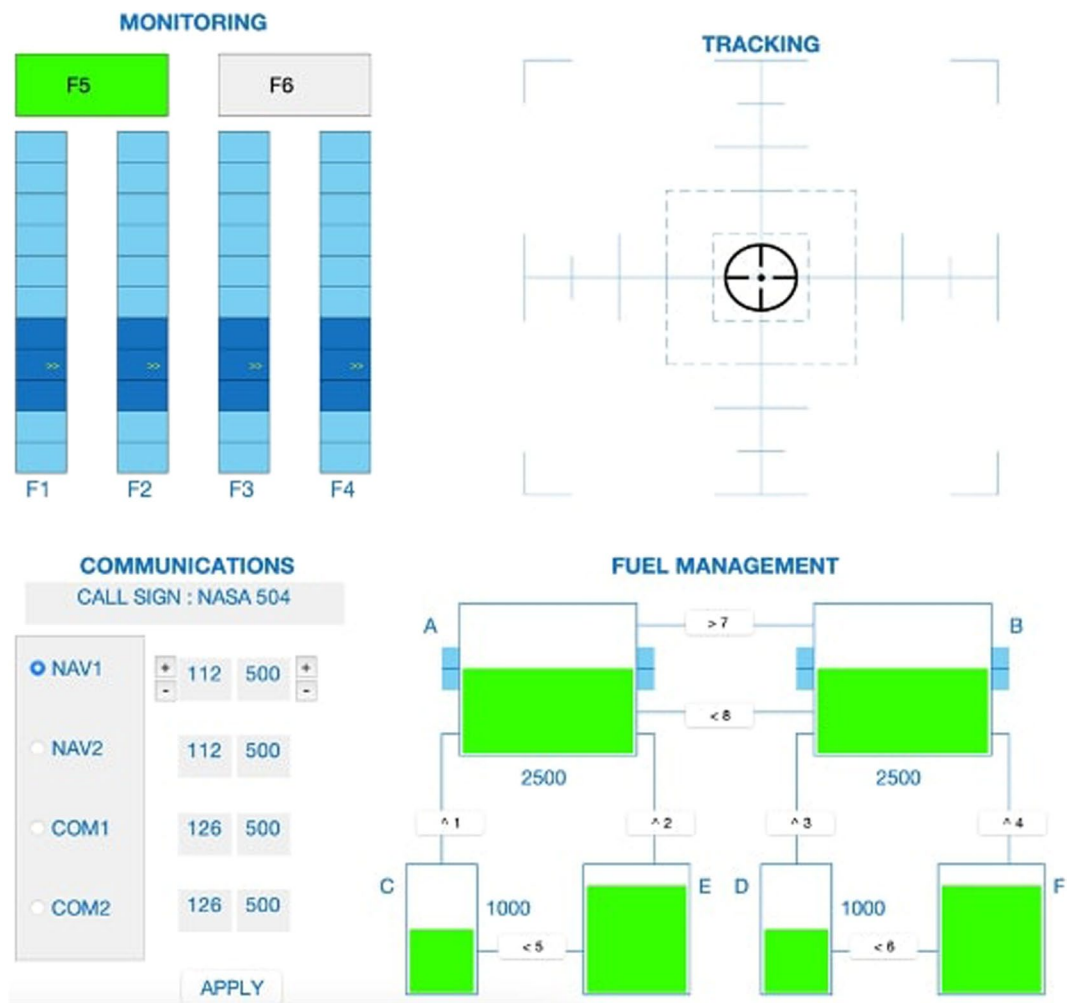 MONITORING
F5
F6
>>
>>
>>
>>
F1
F2
F3
F4
TRACKING
COMMUNICATIONS
CALL SIGN : NASA 504
NAV1
+
-
112
500
+
-
NAV2
112
500
COM1
126
500
COM2
126
500
APPLY
FUEL MANAGEMENT
A
> 7
B
< 8
2500
2500
^ 1
^ 2
^ 3
^ 4
C
1000
E
D
1000
F
< 5
< 6